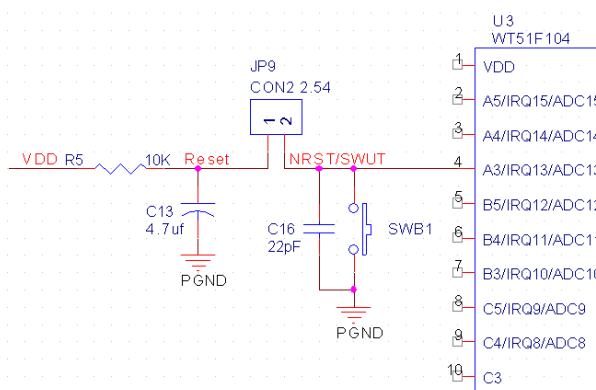 U3
WT51F104
JP9
CON2 2.54
1 2
VDD R5 10K Reset NRST/SWUT
C13
4.7uf
PGND
C16
22pF
SWB1
PGND
1 VDD
2 A5/IRQ15/ADC15
3 A4/IRQ14/ADC14
4 A3/IRQ13/ADC13
5 B5/IRQ12/ADC12
6 B4/IRQ11/ADC11
7 B3/IRQ10/ADC10
8 C5/IRQ9/ADC9
9 C4/IRQ8/ADC8
10 C3